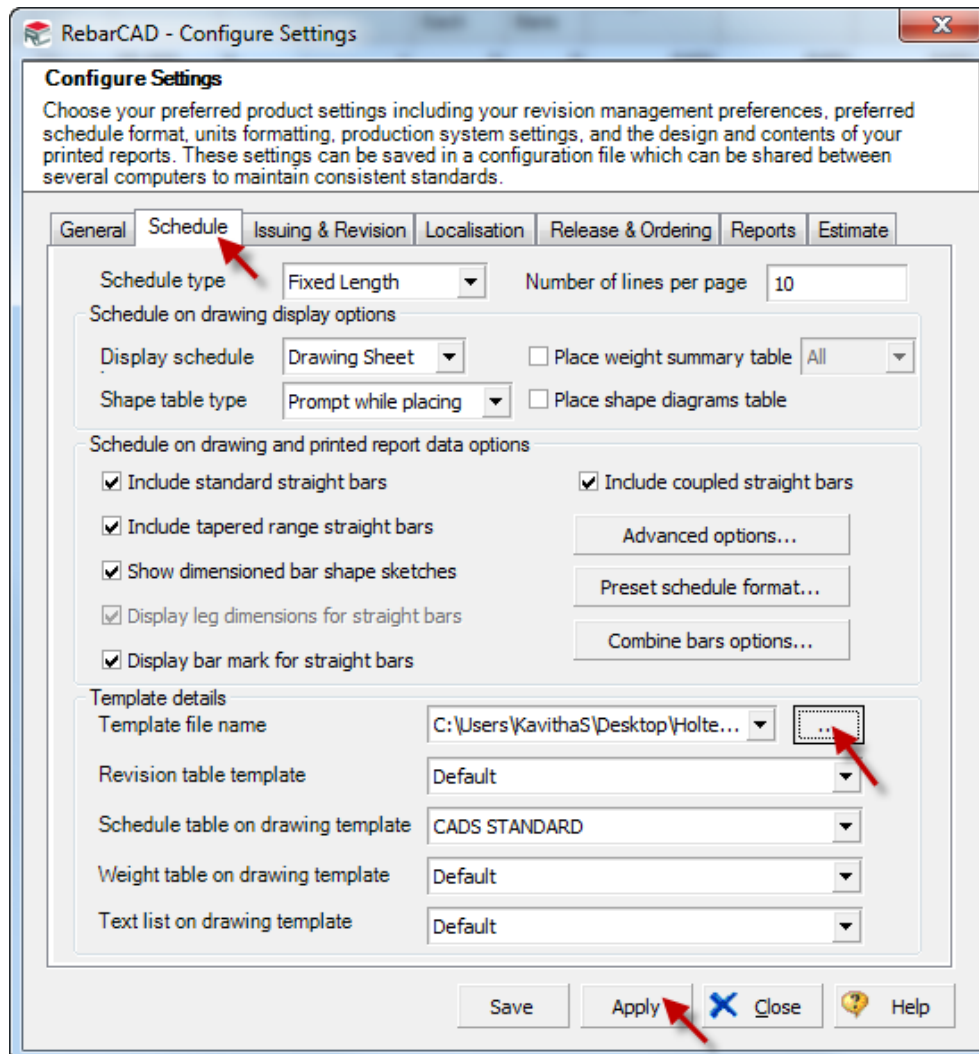 RebarCAD - Configure Settings
Configure Settings
Choose your preferred product settings including your revision management preferences, preferred
schedule format, units formatting, production system settings, and the design and contents of your
printed reports. These settings can be saved in a configuration file which can be shared between
several computers to maintain consistent standards.
General Schedule Issuing & Revision Localisation Release & Ordering Reports Estimate
Schedule type Fixed Length Number of lines per page 10
Schedule on drawing display options
Display schedule Drawing Sheet Place weight summary table All
Shape table type Prompt while placing Place shape diagrams table
Schedule on drawing and printed report data options
Include standard straight bars Include coupled straight bars
Include tapered range straight bars Advanced options...
Show dimensioned bar shape sketches Preset schedule format...
Display leg dimensions for straight bars
Combine bars options...
Display bar mark for straight bars
Template details
Template file name C:\Users\KavithaS\Desktop\Holte... ...
Revision table template Default
Schedule table on drawing template CADS STANDARD
Weight table on drawing template Default
Text list on drawing template Default
Save Apply Close Help